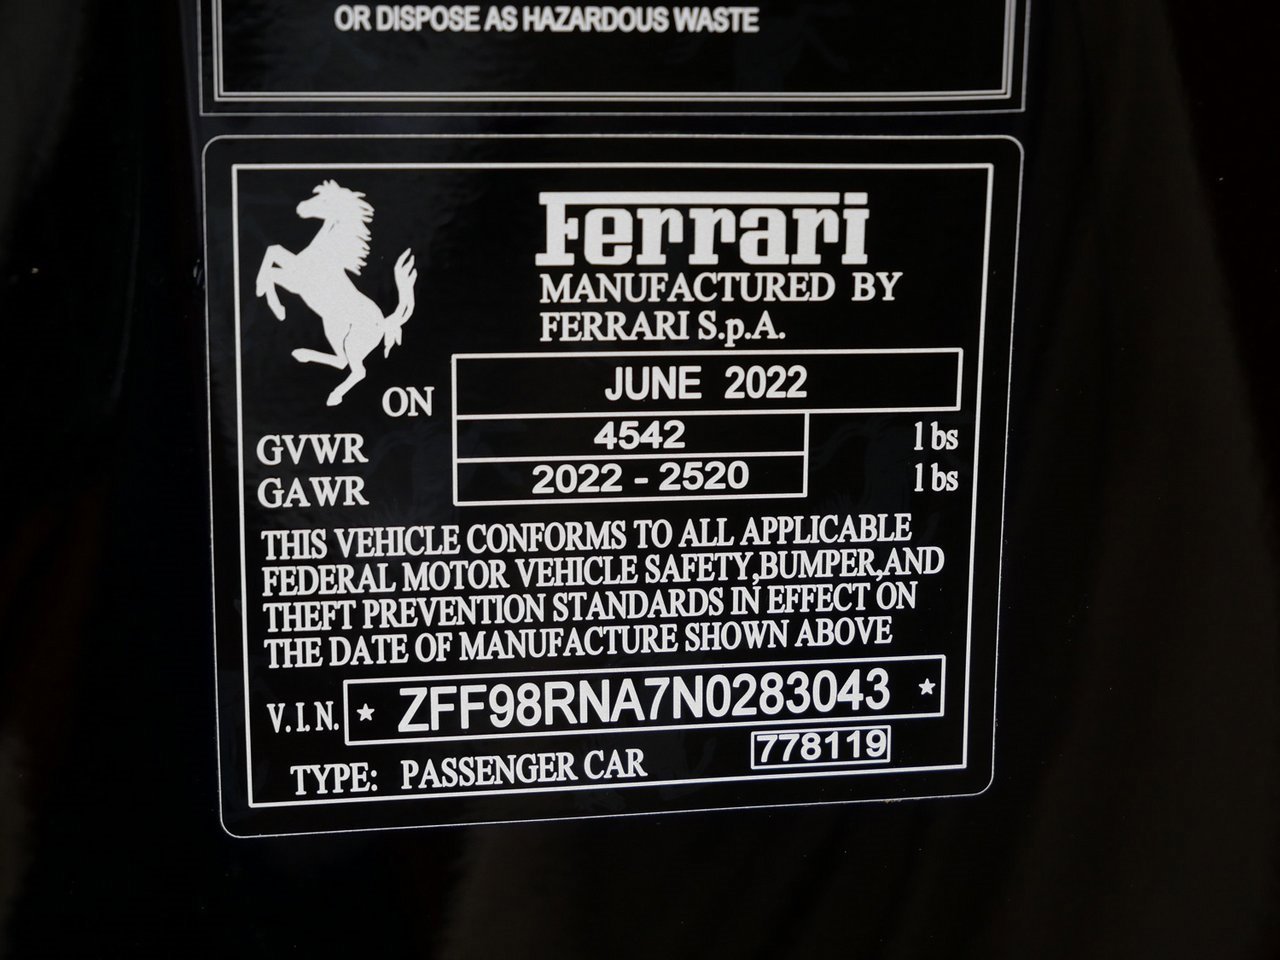 OR DISPOSE AS HAZARDOUS WASTE
Ferrari
MANUFACTURED BY
FERRARI S.p.A.
ON JUNE 2022
GVWR 4542 lbs
GAWR 2022 - 2520 lbs
THIS VEHICLE CONFORMS TO ALL APPLICABLE
FEDERAL MOTOR VEHICLE SAFETY,BUMPER,AND
THEFT PREVENTION STANDARDS IN EFFECT ON
THE DATE OF MANUFACTURE SHOWN ABOVE
V.I.N. ★ ZFF98RNA7N0283043 ★
TYPE: PASSENGER CAR 778119